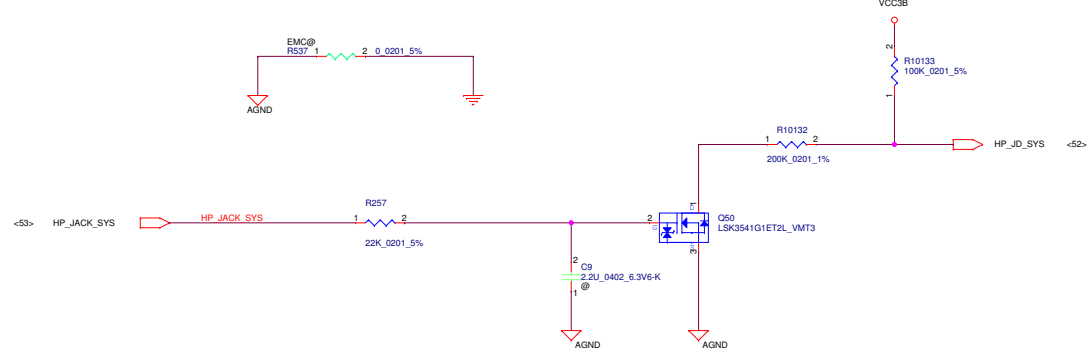 VCC3B
EMC@
R537 1 2 0_0201_5%
AGND
2
R10133
100K_0201_5%
1
R10132
1 2
200K_0201_1%
HP_JD_SYS <52>
<53> HP_JACK_SYS
HP_JACK_SYS
R257
1 2
22K_0201_5%
2
G
D
1
S
3
Q50
LSK3541G1ET2L_VMT3
2
C9
2.2U_0402_6.3V6-K
@
1
AGND
AGND